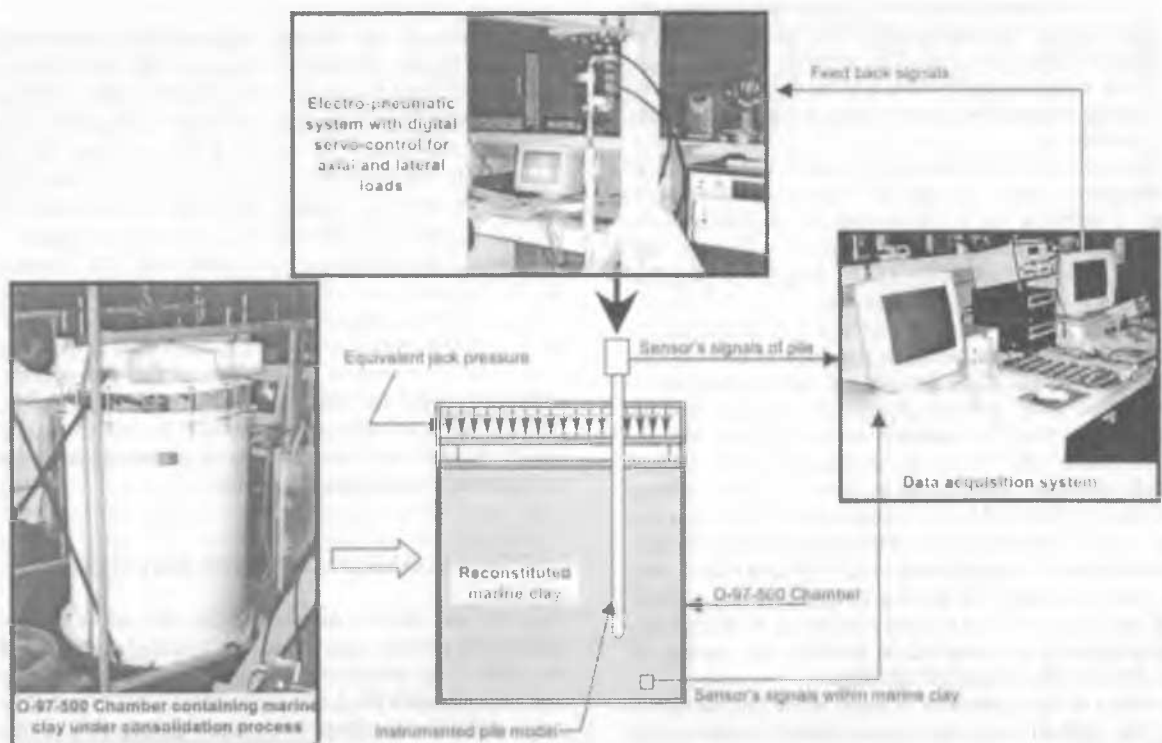 Electro-pneumatic
system with digital
servo-control for
axial and lateral
loads
Feed back signals
Equivalent jack pressure
Sensor's signals of pile
Data acquisition system
Reconstituted
marine clay
O-97-500 Chamber
Sensor's signals within marine clay
O-97-500 Chamber containing marine
clay under consolidation process
Instrumented pile model